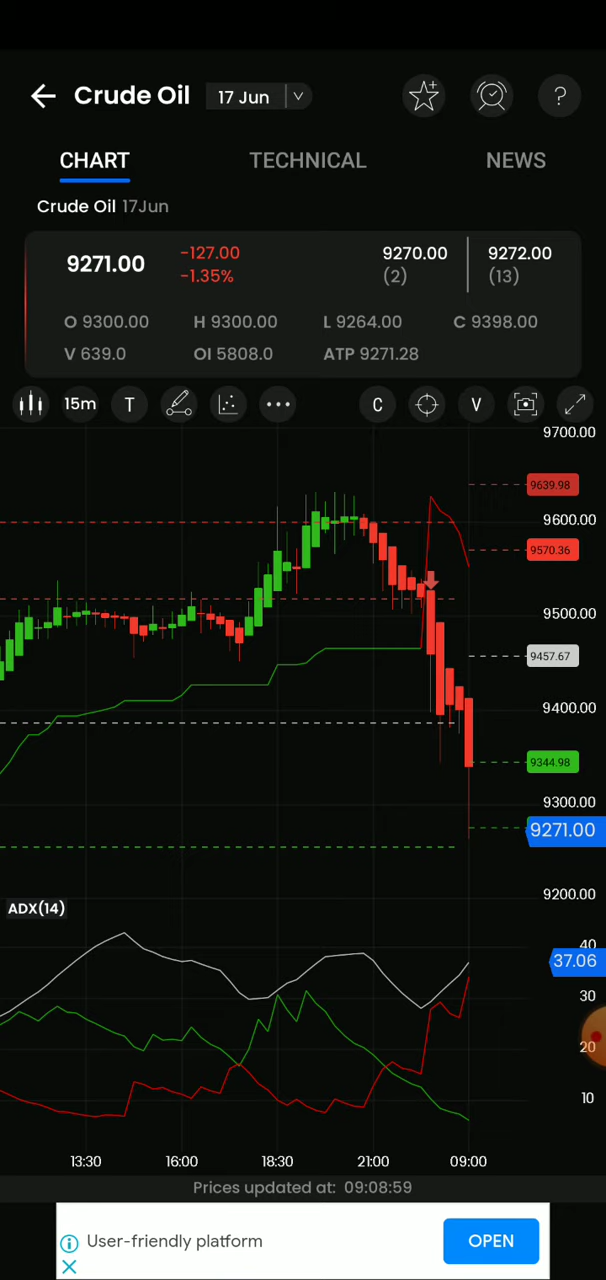 Crude Oil 17 Jun ?
CHART TECHNICAL NEWS
Crude Oil 17Jun
9271.00 -127.00 9270.00 9272.00
-1.35% (2) (13)
O 9300.00 H 9300.00 L 9264.00 C 9398.00
V 639.0 OI 5808.0 ATP 9271.28
15m T C V
9700.00
9639.98
9600.00
9570.36
9500.00
9457.67
9400.00
9344.98
9300.00
9271.00
9200.00
ADX(14)
40
37.06
30
20
10
13:30 16:00 18:30 21:00 09:00
Prices updated at: 09:08:59
User-friendly platform OPEN